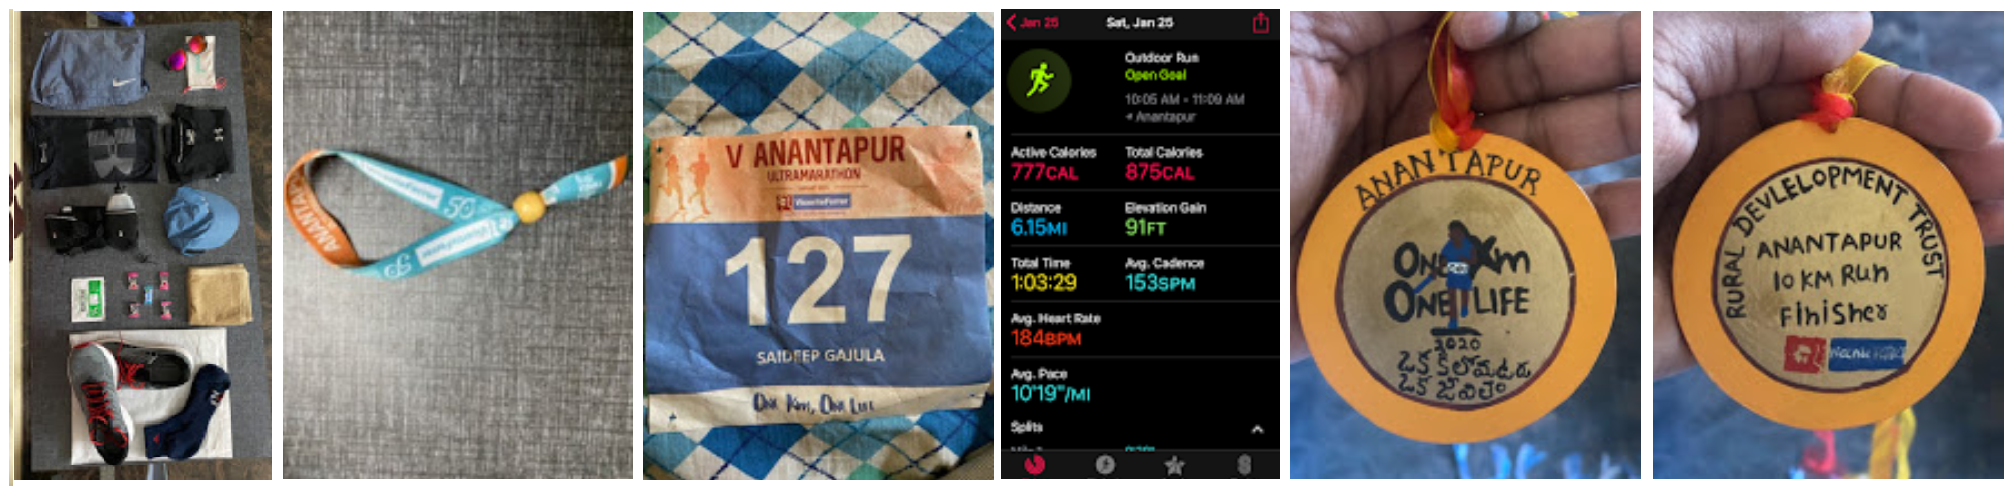 ANANTAPUR
V ANANTAPUR
ULTRAMARATHON
VicenteFerrer
127
SAIDEEP GAJULA
ONE KM, ONE LIFE
Jan 25
Sat, Jan 25
Outdoor Run
Open Goal
10:05 AM - 11:09 AM
Anantapur
Active Calories
Total Calories
777CAL
875CAL
Distance
Elevation Gain
6.15MI
91FT
Total Time
Avg. Cadence
1:03:29
153SPM
Avg. Heart Rate
184BPM
Avg. Pace
10'19"/MI
Splits
ANANTAPUR
ONE Km
ONE LIFE
2020
ఒక కిలోమీటరు
ఒక జీవితం
RURAL DEVLELOPMENT TRUST
ANANTAPUR
10 KM Run
Finisher